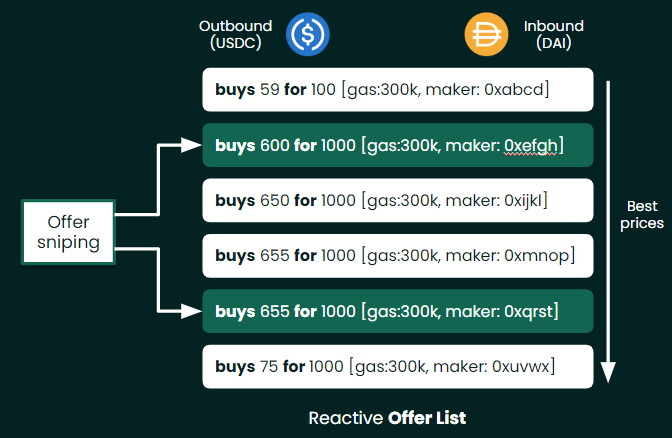 Outbound
(USDC)
Inbound
(DAI)
buys 59 for 100 [gas:300k, maker: 0xabcd]
buys 600 for 1000 [gas:300k, maker: 0xefgh]
buys 650 for 1000 [gas:300k, maker: 0xijkl]
Offer
sniping
Best
prices
buys 655 for 1000 [gas:300k, maker: 0xmnop]
buys 655 for 1000 [gas:300k, maker: 0xqrst]
buys 75 for 1000 [gas:300k, maker: 0xuvwx]
Reactive Offer List